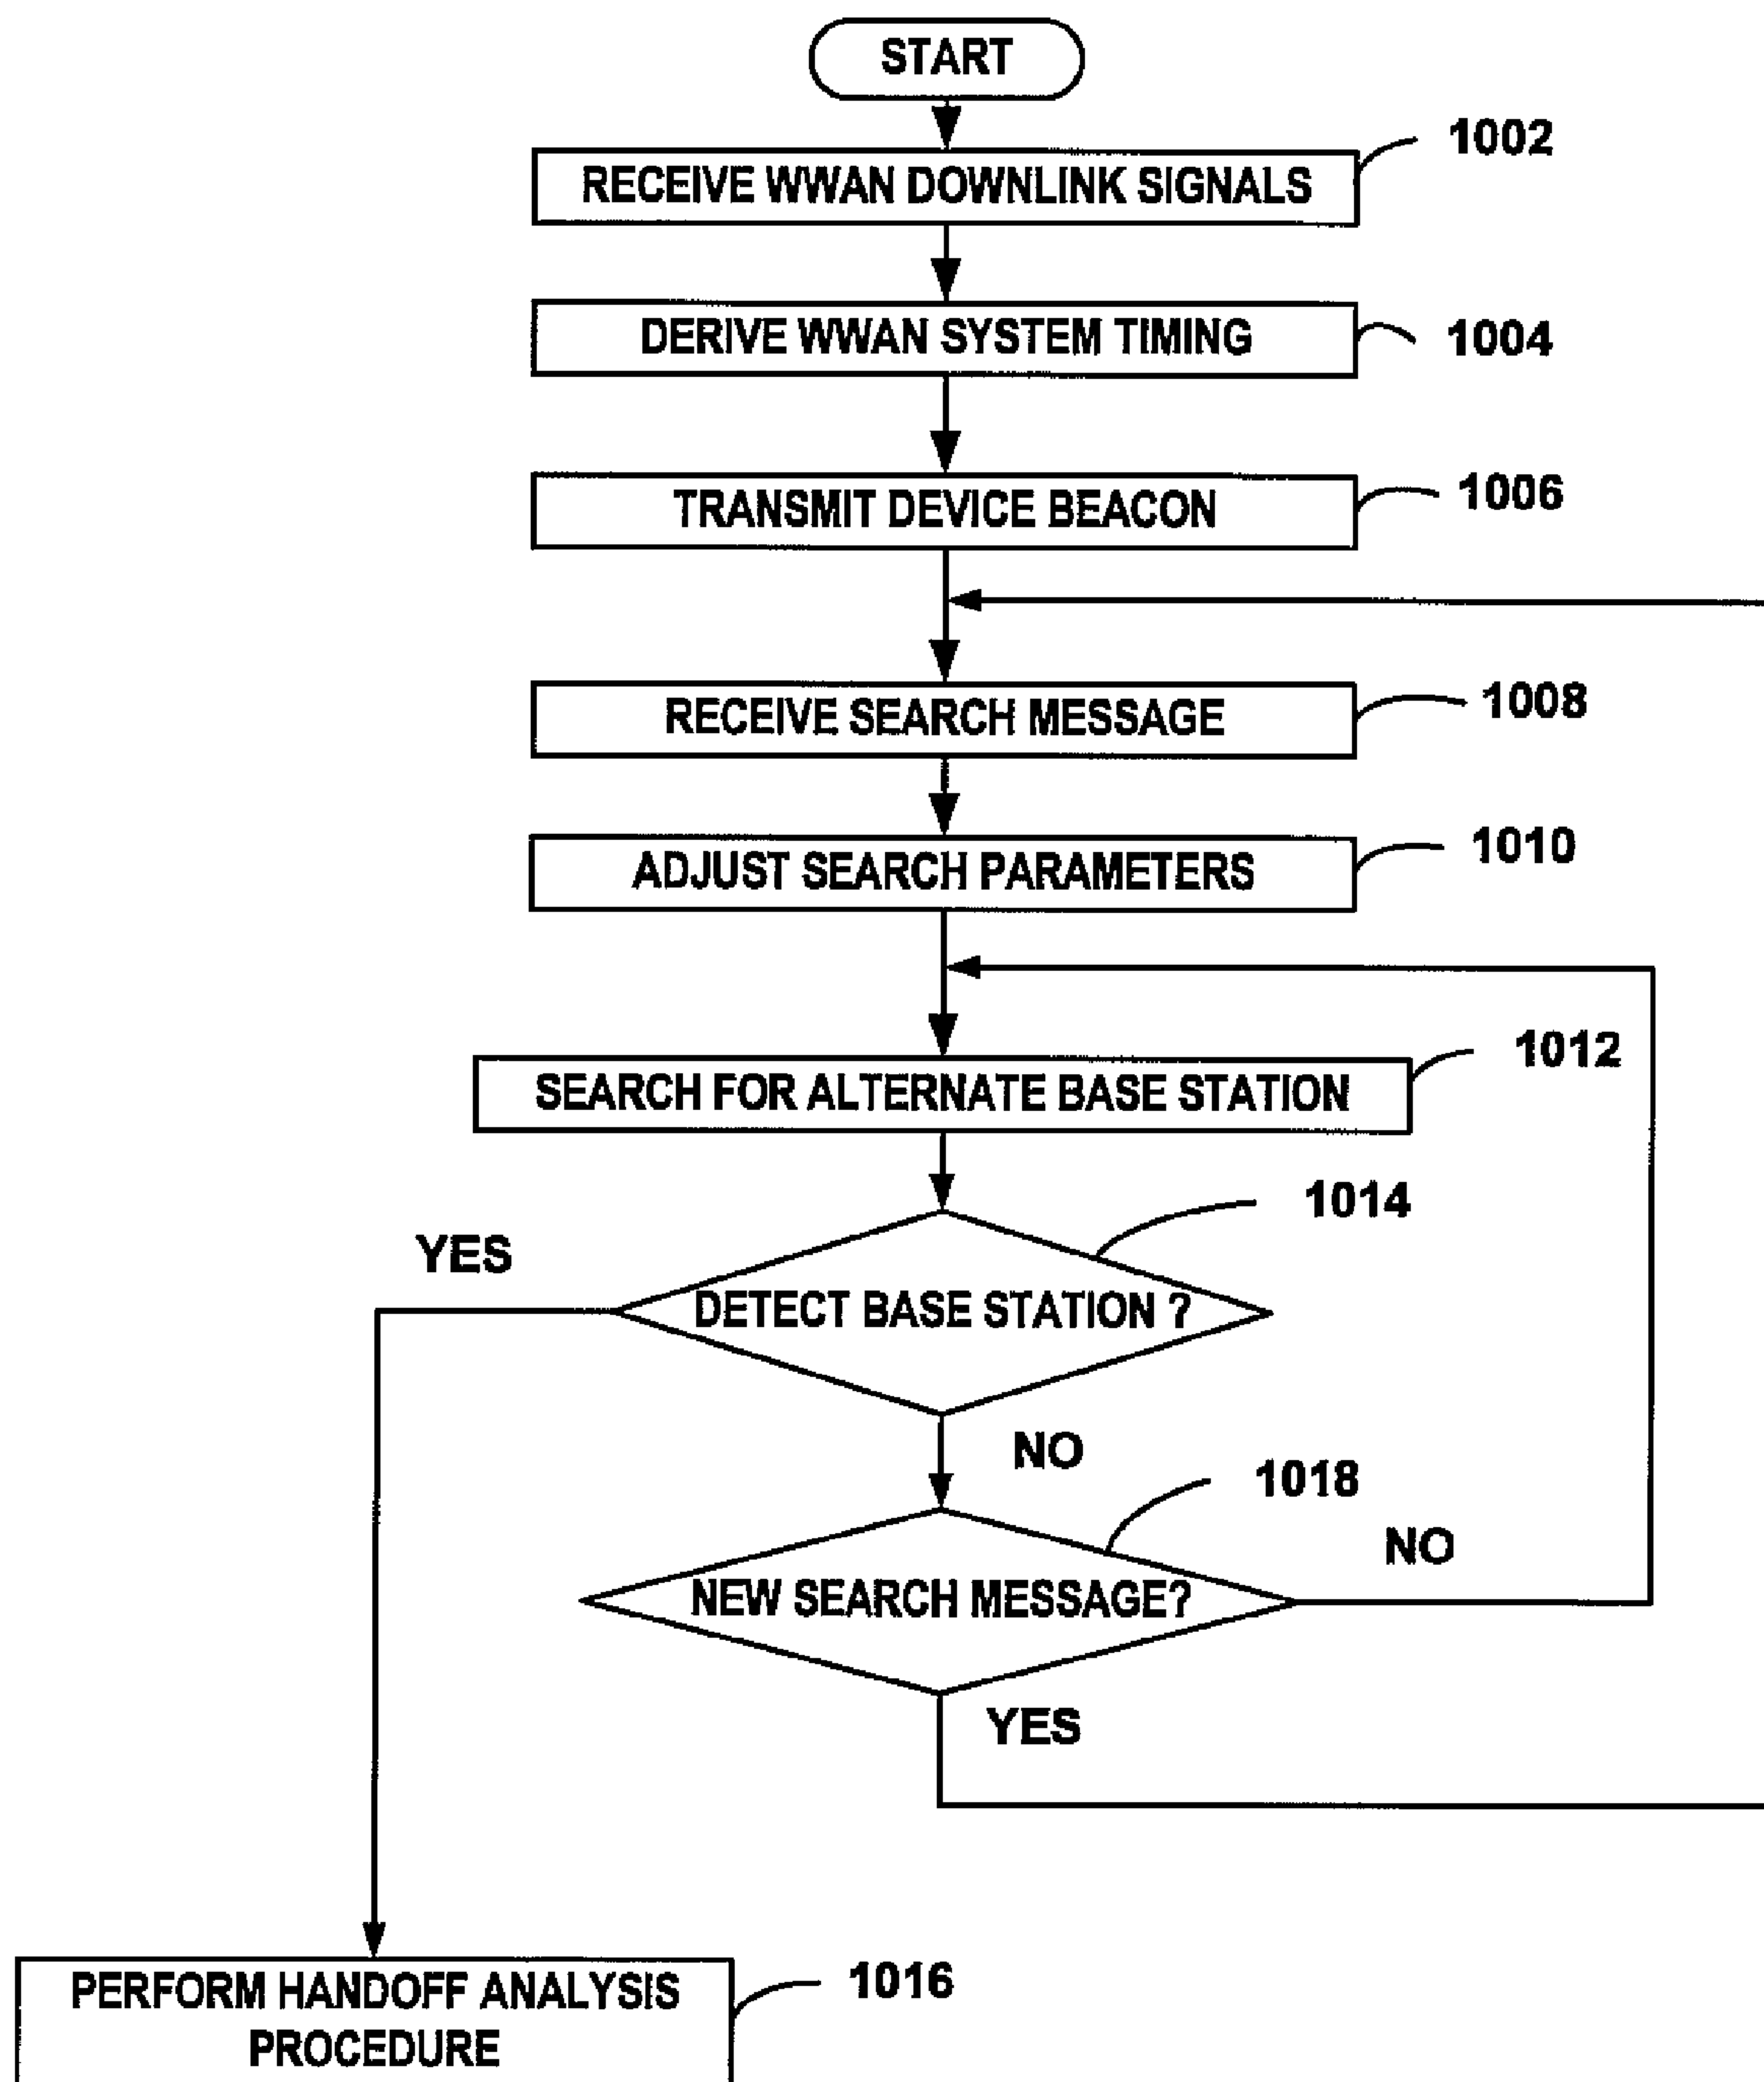 START
RECEIVE WWAN DOWNLINK SIGNALS
1002
DERIVE WWAN SYSTEM TIMING
1004
TRANSMIT DEVICE BEACON
1006
RECEIVE SEARCH MESSAGE
1008
ADJUST SEARCH PARAMETERS
1010
SEARCH FOR ALTERNATE BASE STATION
1012
DETECT BASE STATION ?
1014
YES
NO
NEW SEARCH MESSAGE?
1018
NO
YES
PERFORM HANDOFF ANALYSIS
PROCEDURE
1016